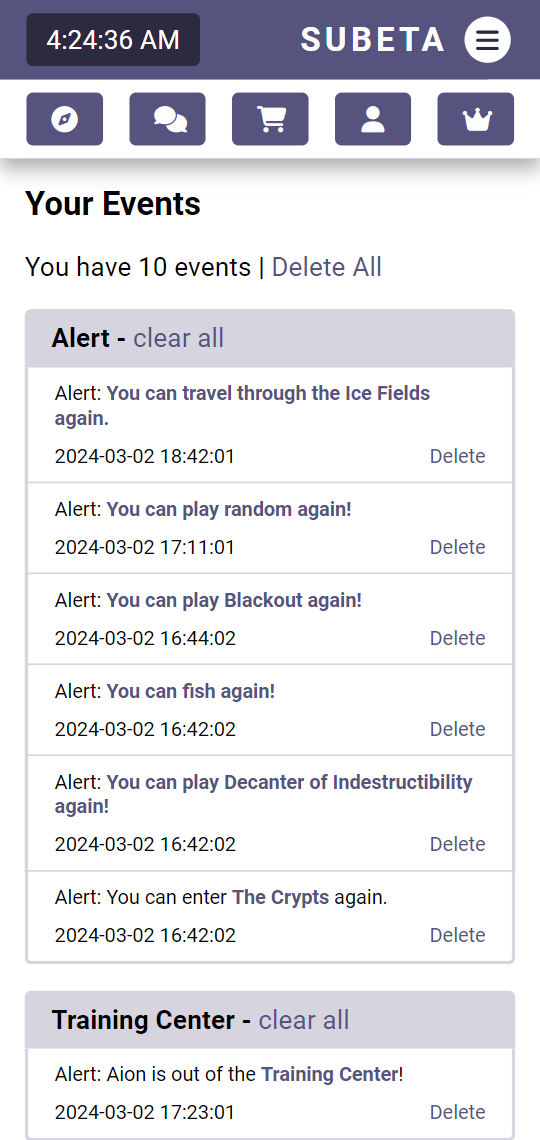 4:24:36 AM
SUBETA
Your Events
You have 10 events | Delete All
Alert - clear all
Alert: You can travel through the Ice Fields
again.
2024-03-02 18:42:01 Delete
Alert: You can play random again!
2024-03-02 17:11:01 Delete
Alert: You can play Blackout again!
2024-03-02 16:44:02 Delete
Alert: You can fish again!
2024-03-02 16:42:02 Delete
Alert: You can play Decanter of Indestructibility
again!
2024-03-02 16:42:02 Delete
Alert: You can enter The Crypts again.
2024-03-02 16:42:02 Delete
Training Center - clear all
Alert: Aion is out of the Training Center!
2024-03-02 17:23:01 Delete